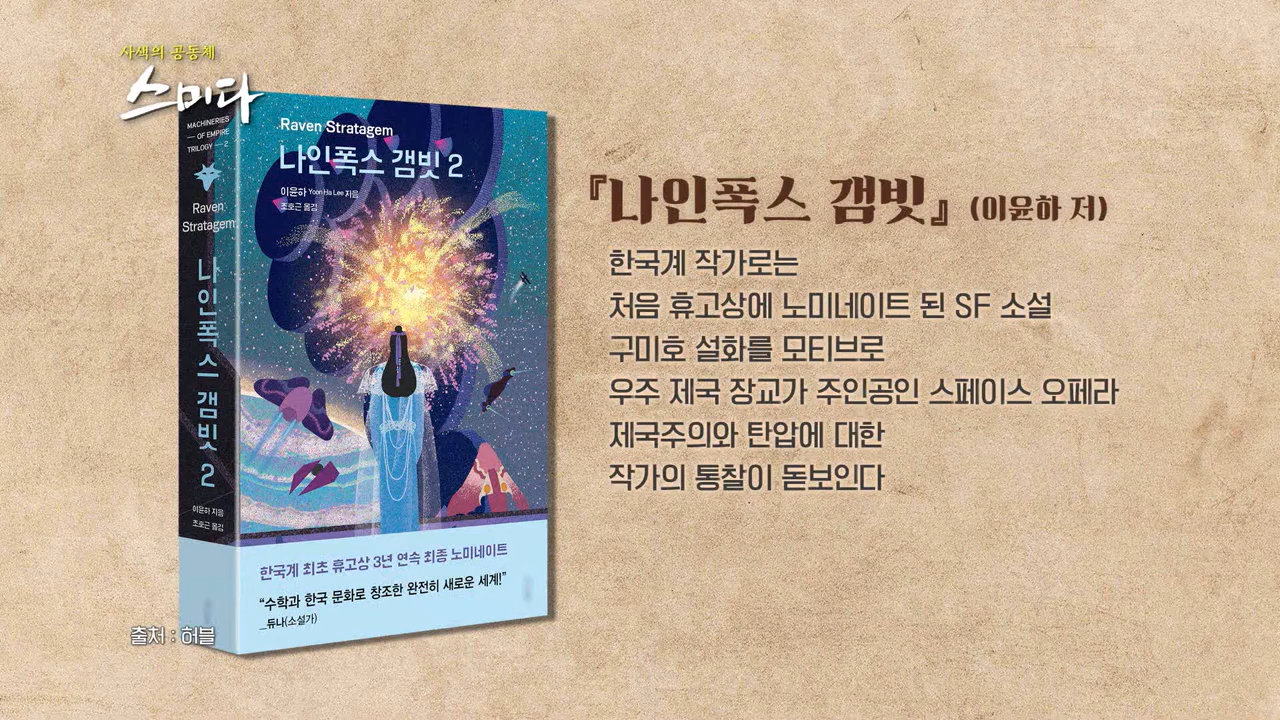 사색의 공동체
스미다
MACHINERIES
— OF EMPIRE
TRILOGY — 2
Raven
Stratagem
나인폭스 갬빗 2
이윤하 지음
조호근 옮김
Raven Stratagem
나인폭스 갬빗 2
이윤하 Yoon Ha Lee 지음
조호근 옮김
한국계 최초 휴고상 3년 연속 최종 노미네이트
“수학과 한국 문화로 창조한 완전히 새로운 세계!”
_듀나(소설가)
출처 : 허블
『나인폭스 갬빗』 (이윤하 저)
한국계 작가로는
처음 휴고상에 노미네이트 된 SF 소설
구미호 설화를 모티브로
우주 제국 장교가 주인공인 스페이스 오페라
제국주의와 탄압에 대한
작가의 통찰이 돋보인다